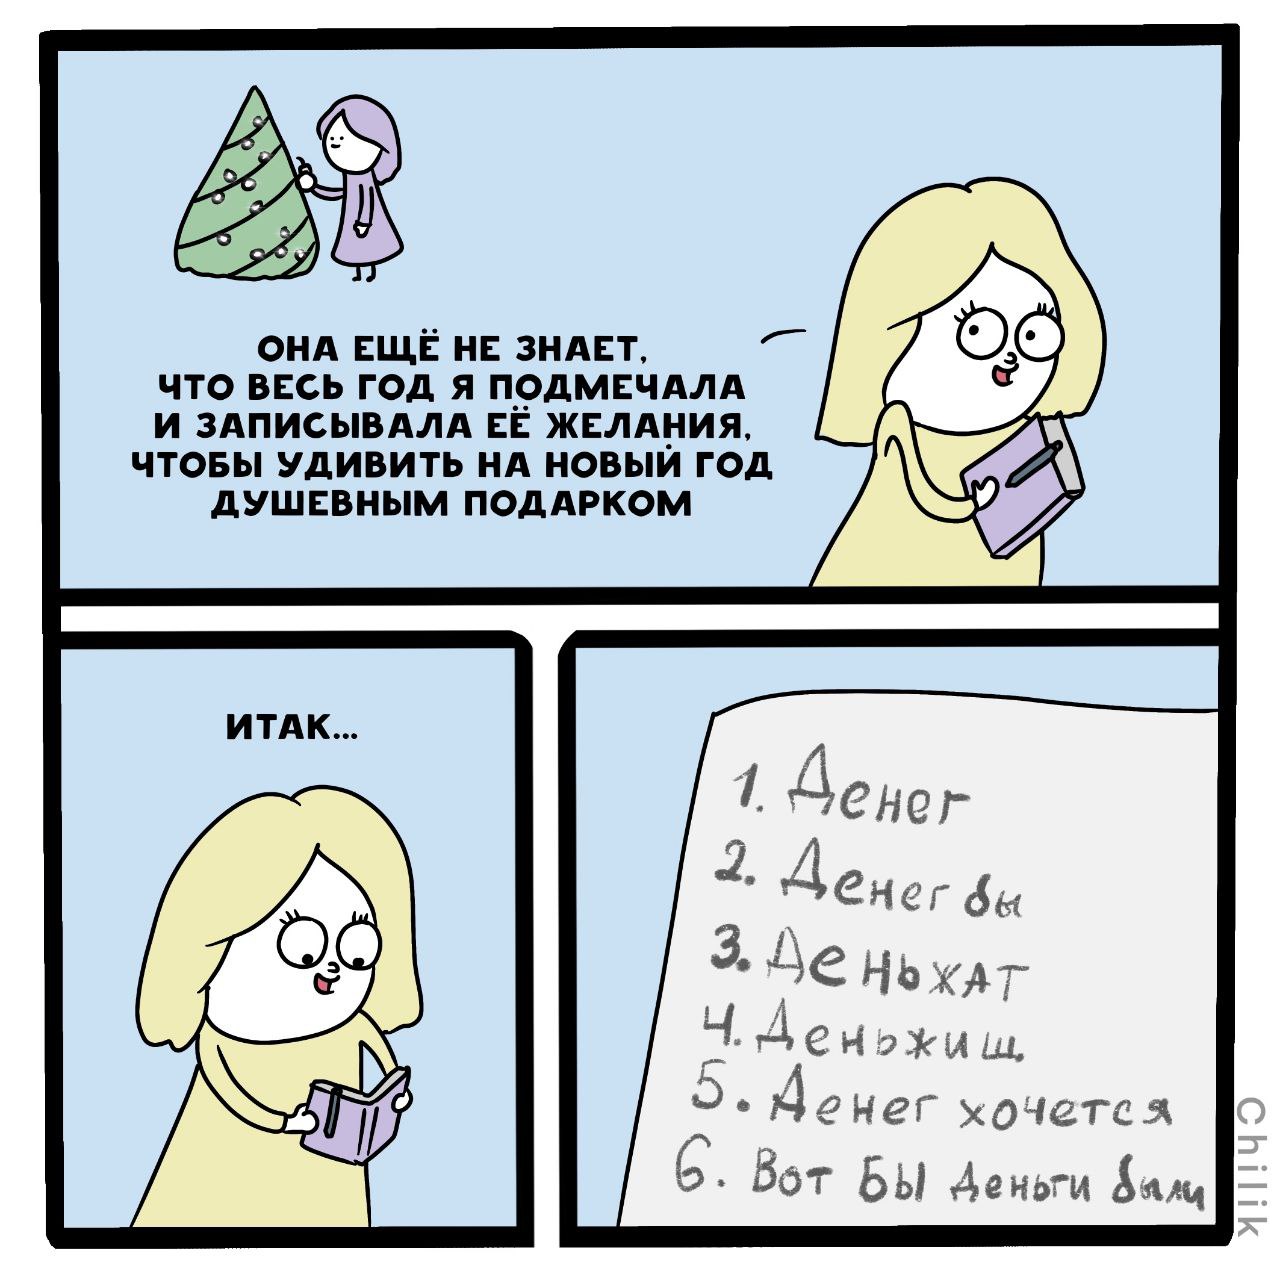 ОНА ЕЩЁ НЕ ЗНАЕТ,
ЧТО ВЕСЬ ГОД Я ПОДМЕЧАЛА
И ЗАПИСЫВАЛА ЕЁ ЖЕЛАНИЯ,
ЧТОБЫ УДИВИТЬ НА НОВЫЙ ГОД
ДУШЕВНЫМ ПОДАРКОМ
ИТАК...
1. Денег
2. Денег бы
3. Деньжат
4. Деньжищ
5. Денег хочется
6. Вот БЫ деньги были
Chilik